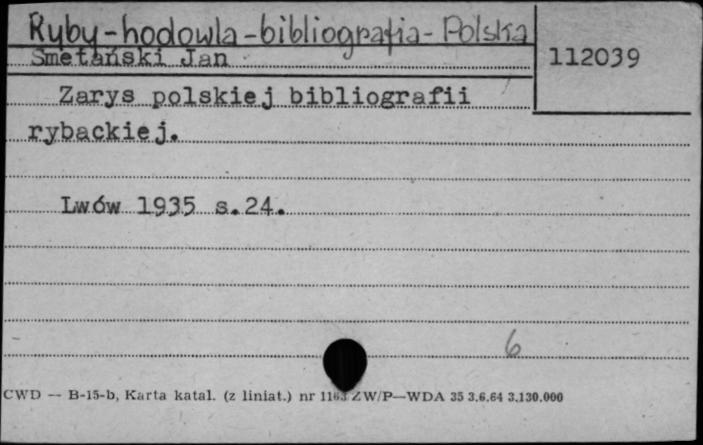 Ryby-hodowla-bibliografia-Polska
Smetański Jan
112039
Zarys polskiej bibliografii
rybackiej.
Lwów 1935 s.24.
6
CWD — B-15-b, Karta katal. (z liniat.) nr 1163 ZW/P—WDA 35 3.6.64 3.130.000